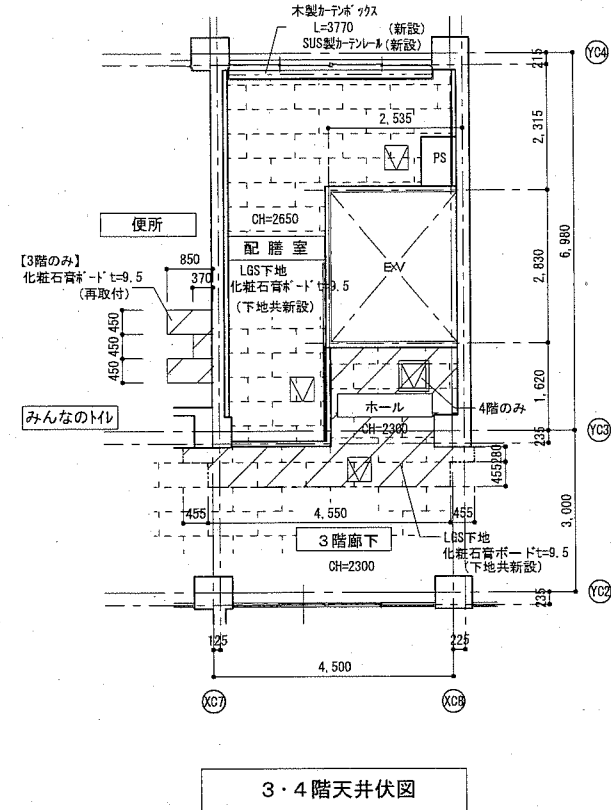 木製ｶｰﾃﾝﾎﾞｯｸｽ
L=3770 (新設)
SUS製ｶｰﾃﾝﾚｰﾙ (新設)
YC4
215
2,535
2,315
PS
CH=2650
便所
配膳室
【3階のみ】
化粧石膏ﾎﾞｰﾄﾞt=9.5
(再取付)
850
370
LGS下地
化粧石膏ﾎﾞｰﾄﾞt=9.5
(下地共新設)
EXV
2,830
6,980
450
450
450
1,620
みんなのﾄｲﾚ
ホール
4階のみ
CH=2300
YC3
235
280
455
455
4,550
455
3,000
3階廊下
LGS下地
化粧石膏ボードt=9.5
(下地共新設)
CH=2300
YC2
235
125
225
4,500
XC7
XC8
3・4階天井伏図